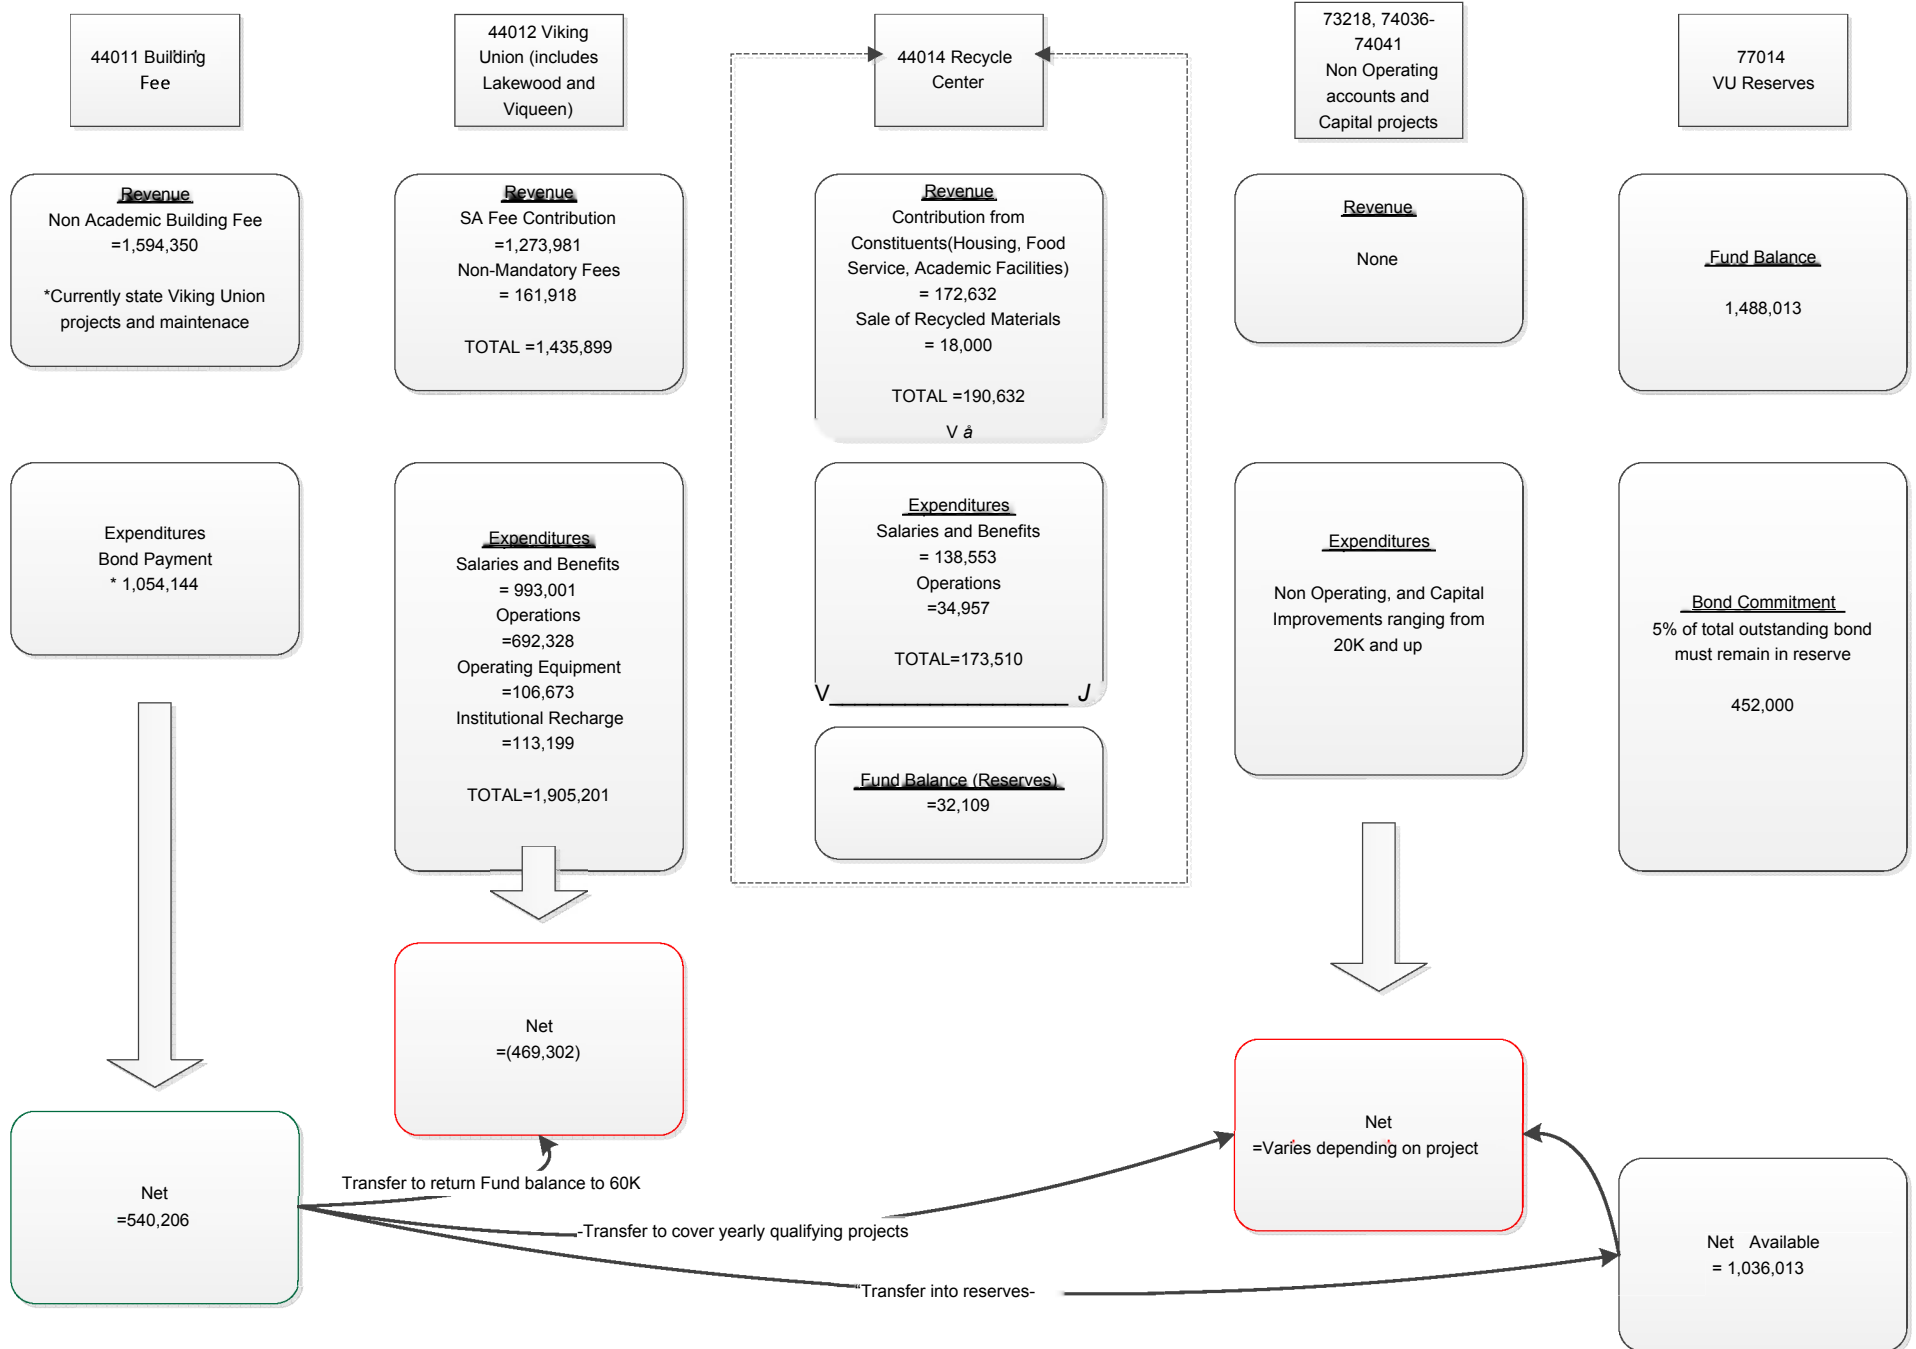 44011 Building
Fee
44012 Viking
Union (includes
Lakewood and
Viqueen)
44014 Recycle
Center
73218, 74036-
74041
Non Operating
accounts and
Capital projects
77014
VU Reserves
Revenue
Non Academic Building Fee
=1,594,350
*Currently state Viking Union
projects and maintenace
Revenue
SA Fee Contribution
=1,273,981
Non-Mandatory Fees
= 161,918
TOTAL =1,435,899
Revenue
Contribution from
Constituents(Housing, Food
Service, Academic Facilities)
= 172,632
Sale of Recycled Materials
= 18,000
TOTAL =190,632
V å
Revenue
None
Fund Balance
1,488,013
Expenditures
Bond Payment
* 1,054,144
Expenditures
Salaries and Benefits
= 993,001
Operations
=692,328
Operating Equipment
=106,673
Institutional Recharge
=113,199
TOTAL=1,905,201
Expenditures
Salaries and Benefits
= 138,553
Operations
=34,957
TOTAL=173,510
V J
Fund Balance (Reserves)
=32,109
Expenditures
Non Operating, and Capital
Improvements ranging from
20K and up
Bond Commitment
5% of total outstanding bond
must remain in reserve
452,000
Net
=(469,302)
Net
=540,206
Net
=Varies depending on project
Net Available
= 1,036,013
Transfer to return Fund balance to 60K
-Transfer to cover yearly qualifying projects
“Transfer into reserves-